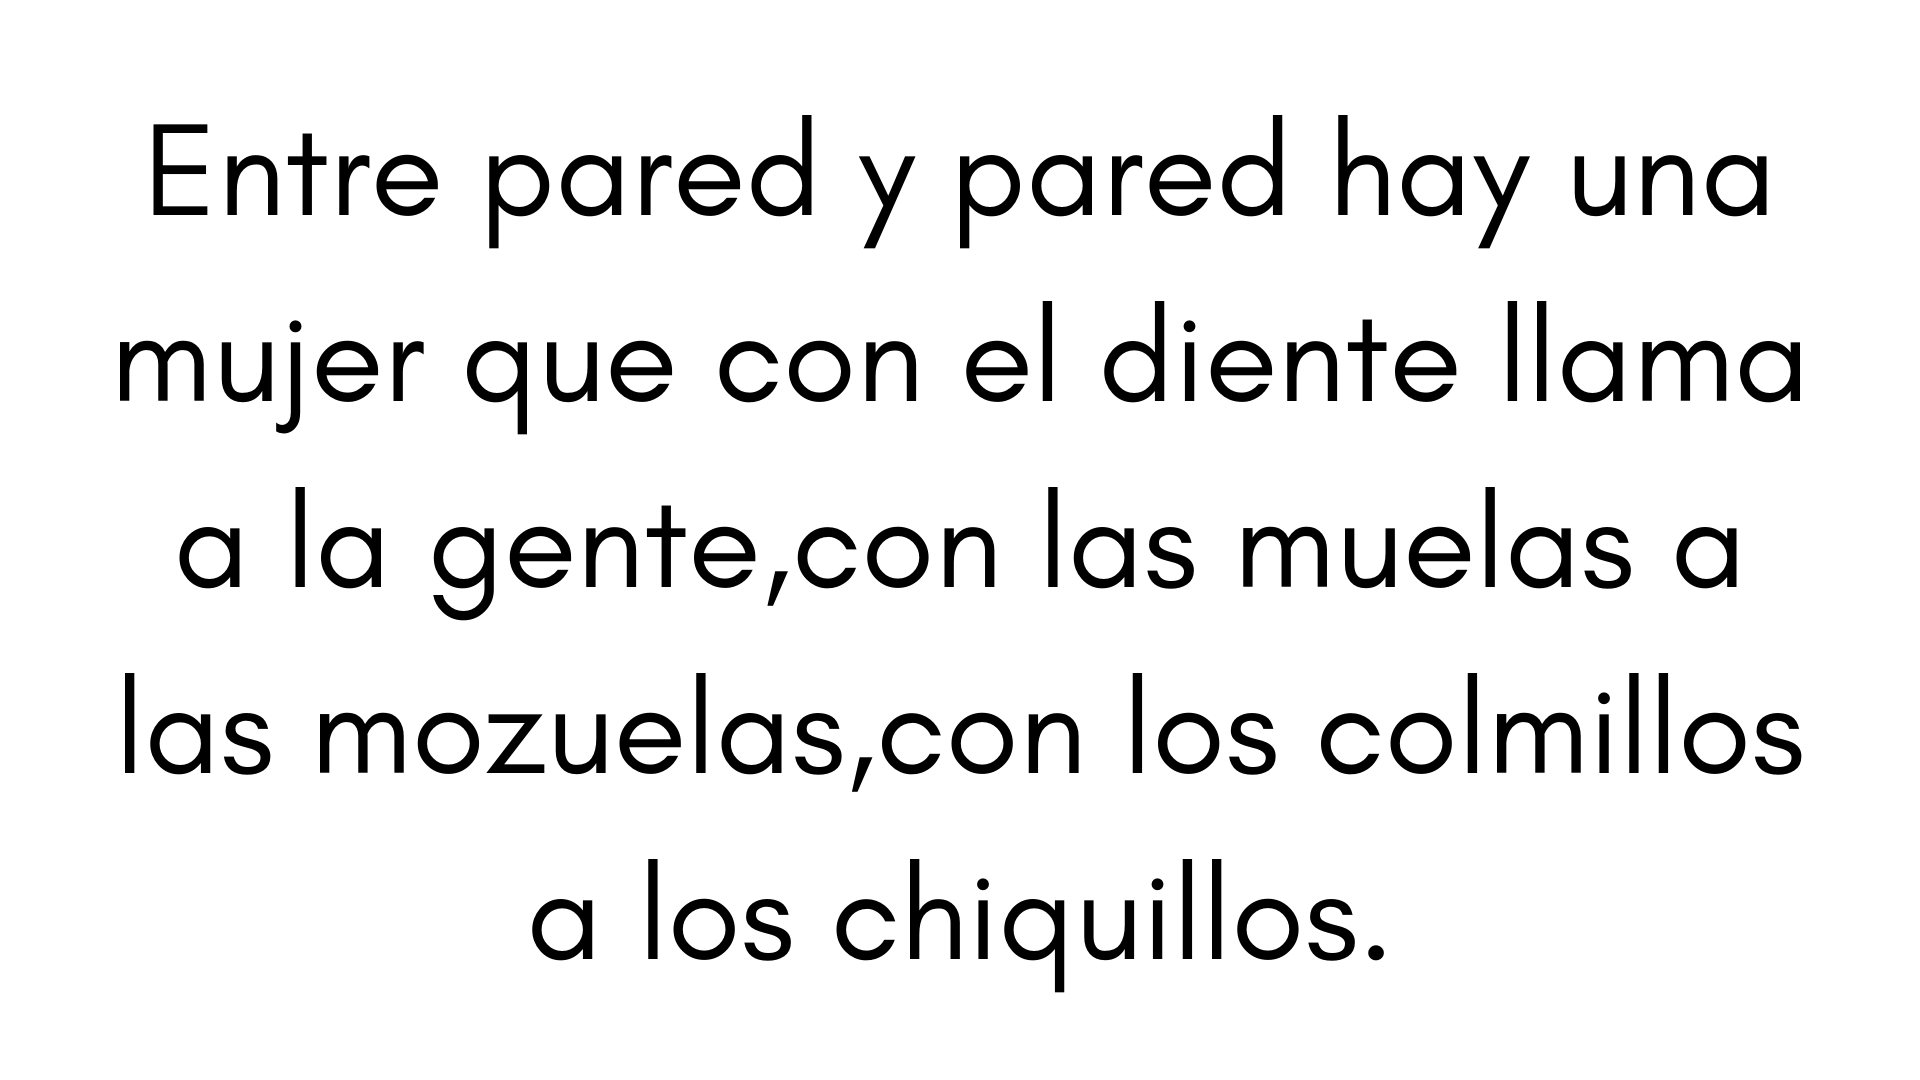 Entre pared y pared hay una
mujer que con el diente llama
a la gente,con las muelas a
las mozuelas,con los colmillos
a los chiquillos.